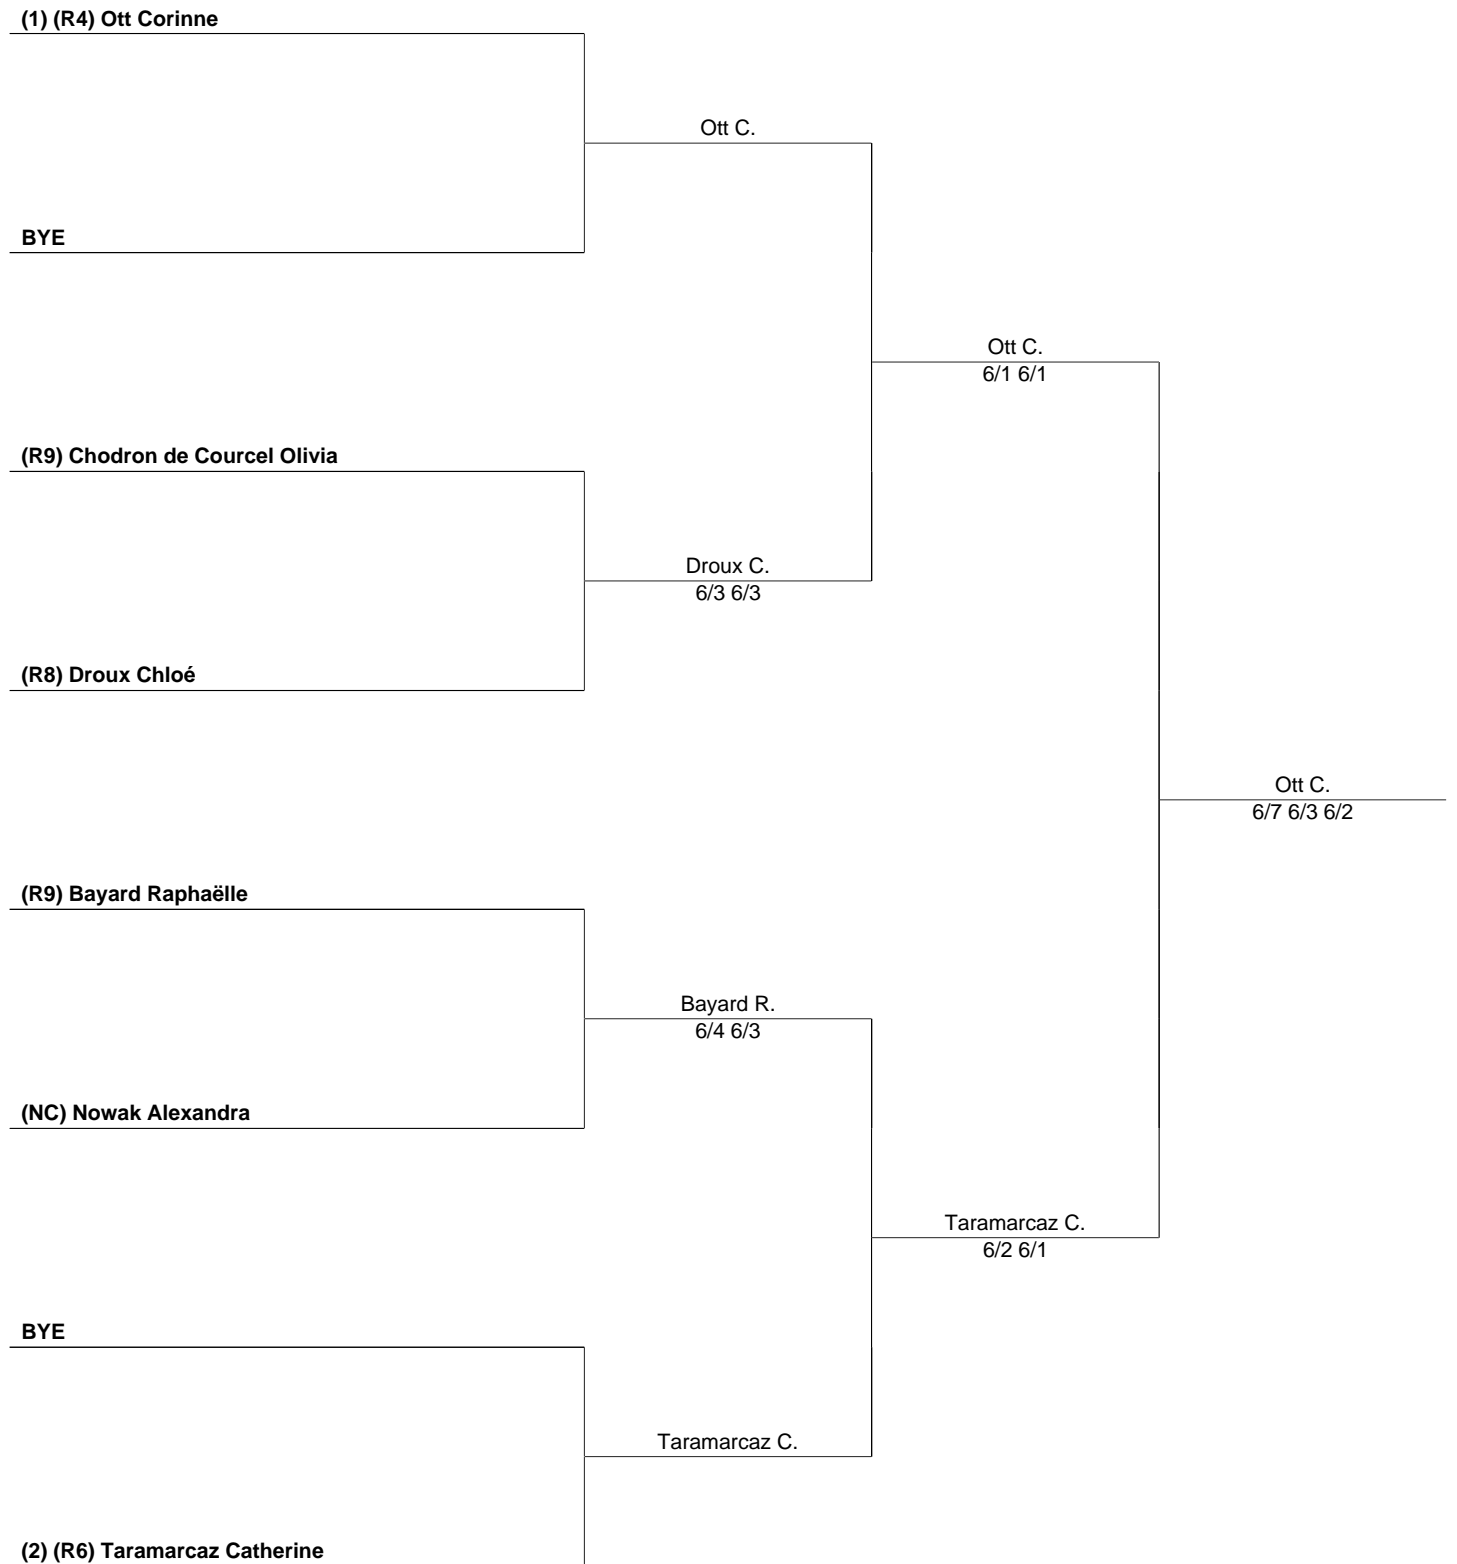 (1) (R4) Ott Corinne
Ott C.
BYE
Ott C.
6/1 6/1
(R9) Chodron de Courcel Olivia
Droux C.
6/3 6/3
(R8) Droux Chloé
Ott C.
6/7 6/3 6/2
(R9) Bayard Raphaëlle
Bayard R.
6/4 6/3
(NC) Nowak Alexandra
Taramarcaz C.
6/2 6/1
BYE
Taramarcaz C.
(2) (R6) Taramarcaz Catherine